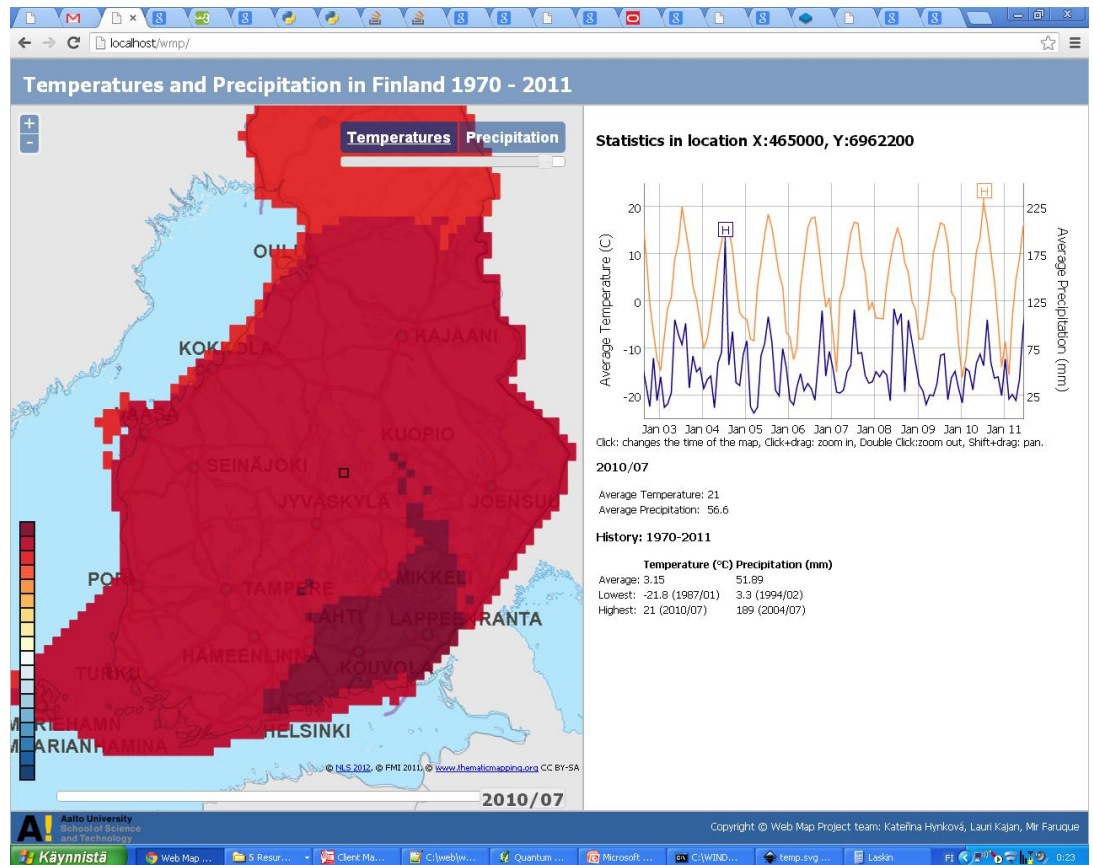 localhost/wmp/
Temperatures and Precipitation in Finland 1970 - 2011
+
-
Temperatures Precipitation
OULU
KAJAANI
KOKKOLA
VAASA
KUOPIO
SEINÄJOKI
JYVÄSKYLÄ
JOENSUU
PORI
TAMPERE
MIKKELI
LAHTI
LAPPEENRANTA
HÄMEENLINNA
KOUVOLA
TURKU
HELSINKI
MARIEHAMN
MAARIANHAMINA
© NLS 2012, © FMI 2011, © www.thematicmapping.org CC BY-SA
2010/07
Statistics in location X:465000, Y:6962200
H
H
Average Temperature (C)
20
10
0
-10
-20
225
175
125
75
25
Average Precipitation (mm)
Jan 03 Jan 04 Jan 05 Jan 06 Jan 07 Jan 08 Jan 09 Jan 10 Jan 11
Click: changes the time of the map, Click+drag: zoom in, Double Click:zoom out, Shift+drag: pan.
2010/07
Average Temperature: 21
Average Precipitation: 56.6
History: 1970-2011
Temperature (°C) Precipitation (mm)
Average: 3.15 51.89
Lowest: -21.8 (1987/01) 3.3 (1994/02)
Highest: 21 (2010/07) 189 (2004/07)
A!
Aalto University
School of Science
and Technology
Copyright © Web Map Project team: Kateřina Hynková, Lauri Kajan, Mir Faruque
Käynnistä Web Map ... 5 Resur... Client Ma... C:\web\w... Quantum ... Microsoft ... C:\WIND... temp.svg ... Laskin FI 0:23